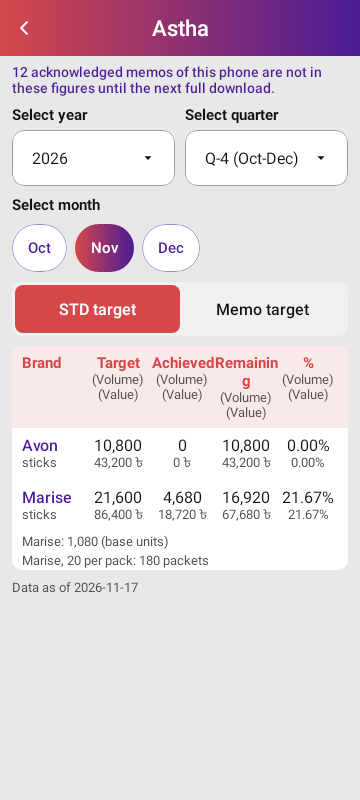 Astha
12 acknowledged memos of this phone are not in
these figures until the next full download.
Select year
Select quarter
2026
Q-4 (Oct-Dec)
Select month
Oct
Nov
Dec
STD target
Memo target
Brand Target Achieved Remainin
g %
(Volume) (Volume) (Volume) (Volume)
(Value) (Value) (Value) (Value)
Avon 10,800 0 10,800 0.00%
sticks 43,200 ৳ 0 ৳ 43,200 ৳ 0.00%
Marise 21,600 4,680 16,920 21.67%
sticks 86,400 ৳ 18,720 ৳ 67,680 ৳ 21.67%
Marise: 1,080 (base units)
Marise, 20 per pack: 180 packets
Data as of 2026-11-17